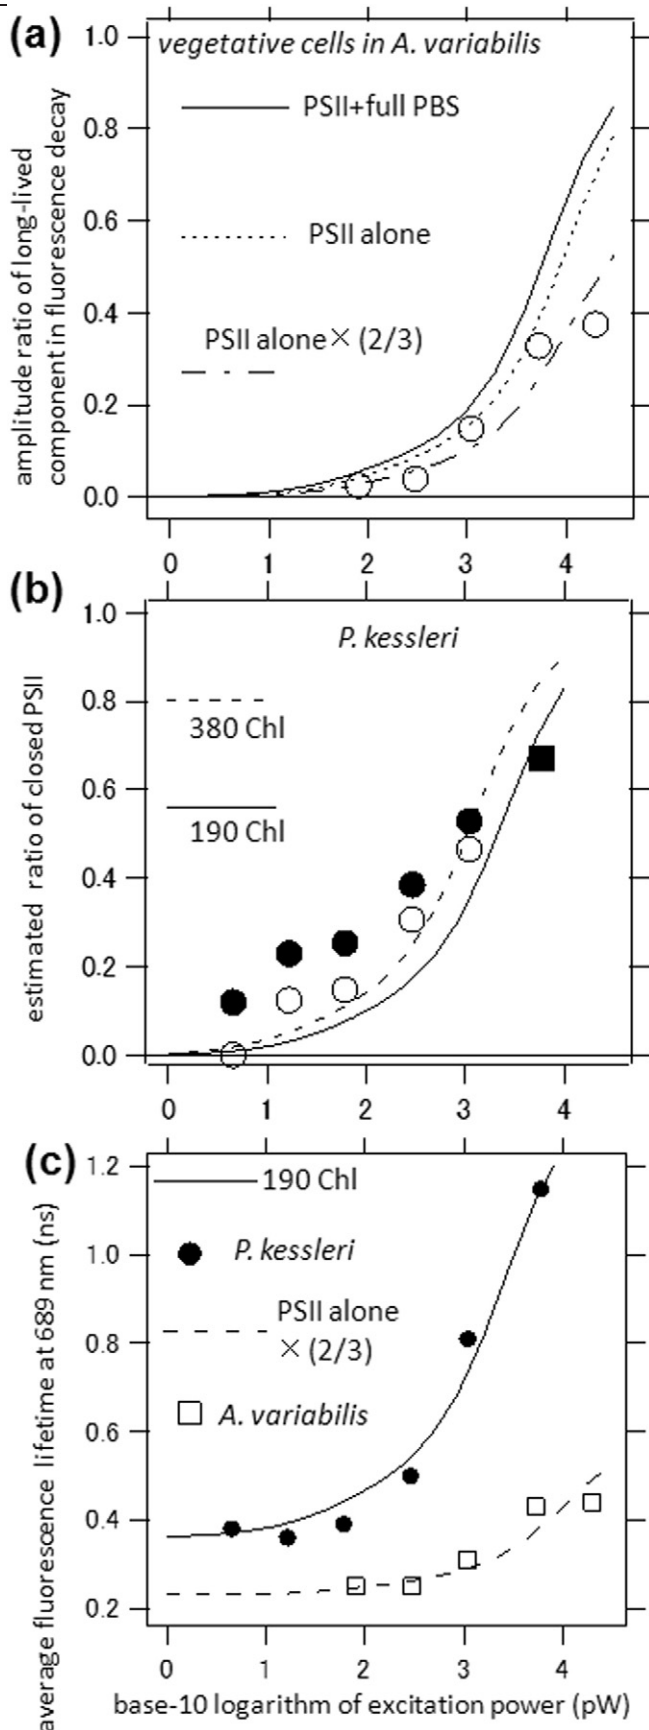 (a)
amplitude ratio of long-lived
component in fluorescence decay
1.0
0.8
0.6
0.4
0.2
0.0
vegetative cells in A. variabilis
PSII+full PBS
PSII alone
PSII alone× (2/3)
0 1 2 3 4
(b)
estimated ratio of closed PSII
1.0
0.8
0.6
0.4
0.2
0.0
P. kessleri
380 Chl
190 Chl
0 1 2 3 4
(c)
average fluorescence lifetime at 689 nm (ns)
1.2
1.0
0.8
0.6
0.4
0.2
190 Chl
P. kessleri
PSII alone
× (2/3)
A. variabilis
0 1 2 3 4
base-10 logarithm of excitation power (pW)